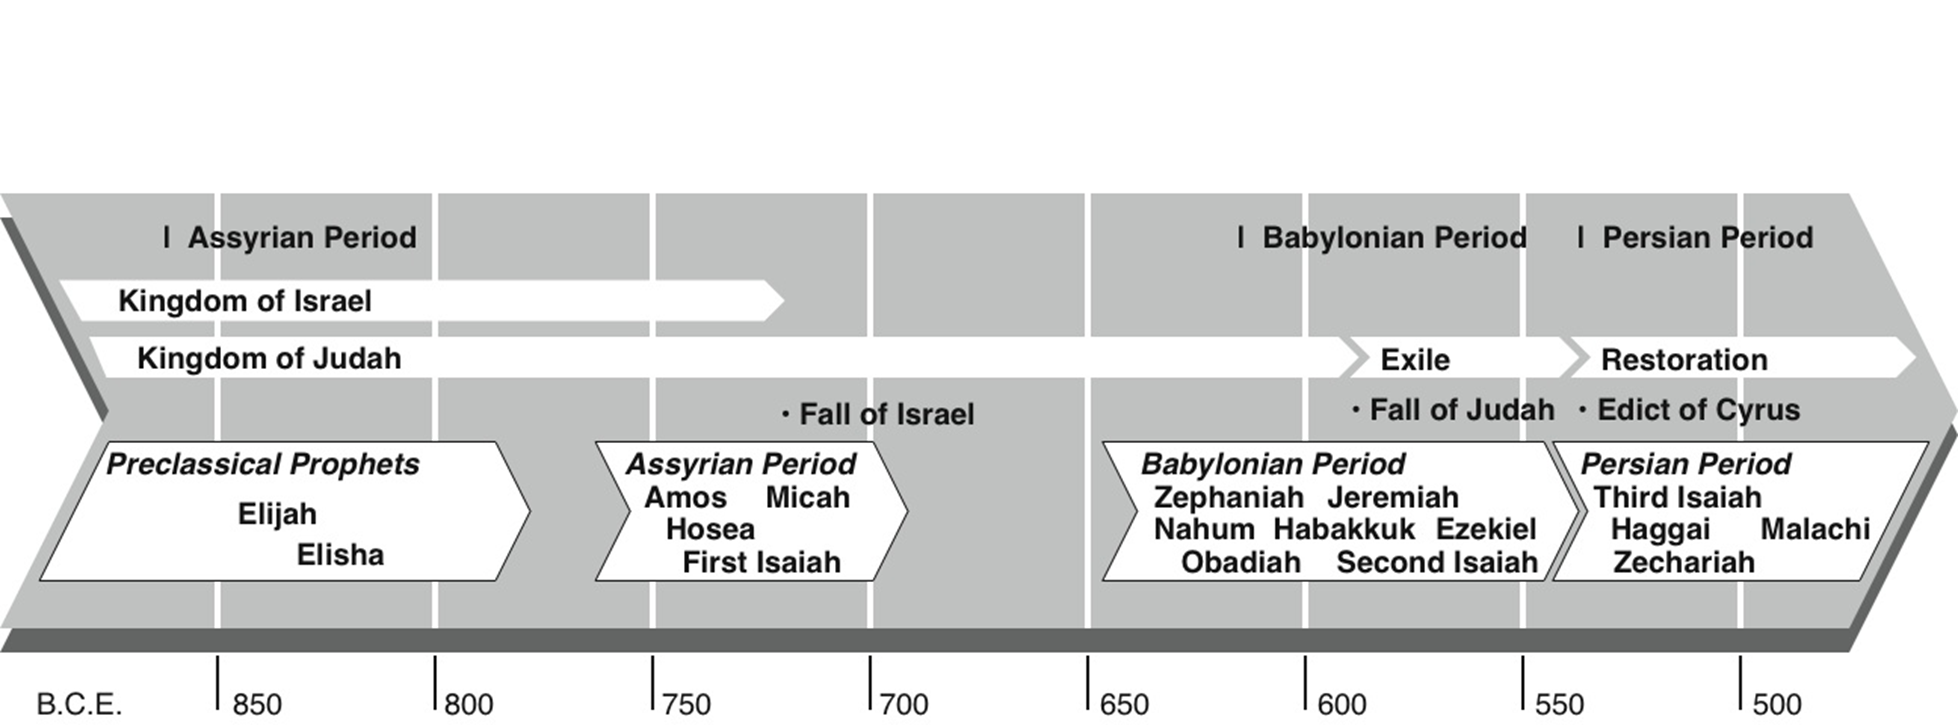 I Assyrian Period I Babylonian Period I Persian Period
Kingdom of Israel
Kingdom of Judah Exile Restoration
· Fall of Israel · Fall of Judah · Edict of Cyrus
Preclassical Prophets
Elijah
Elisha
Assyrian Period
Amos Micah
Hosea
First Isaiah
Babylonian Period
Zephaniah Jeremiah
Nahum Habakkuk Ezekiel
Obadiah Second Isaiah
Persian Period
Third Isaiah
Haggai Malachi
Zechariah
B.C.E. 850 800 750 700 650 600 550 500